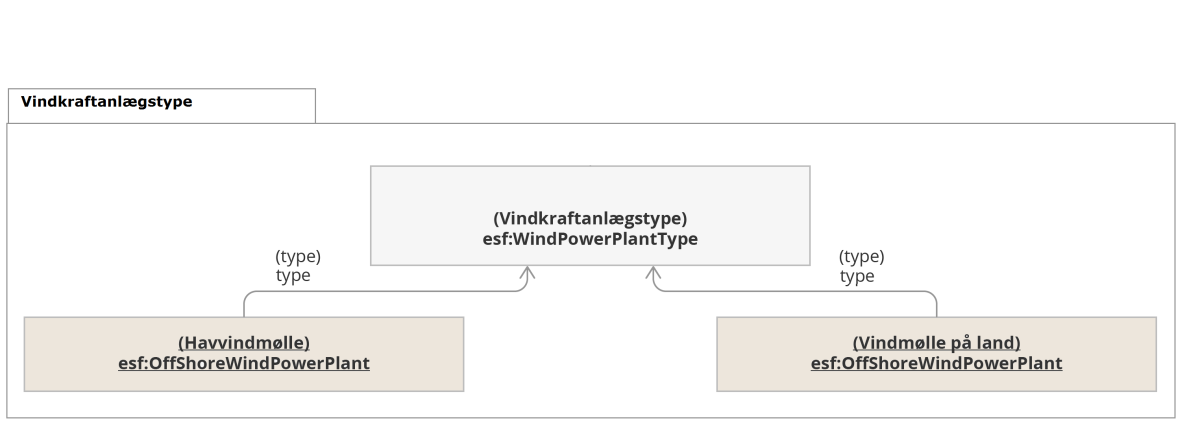 Vindkraftanlægstype
(Vindkraftanlægstype)
esf:WindPowerPlantType
(type)
type
(type)
type
(Havvindmølle)
esf:OffShoreWindPowerPlant
(Vindmølle på land)
esf:OffShoreWindPowerPlant